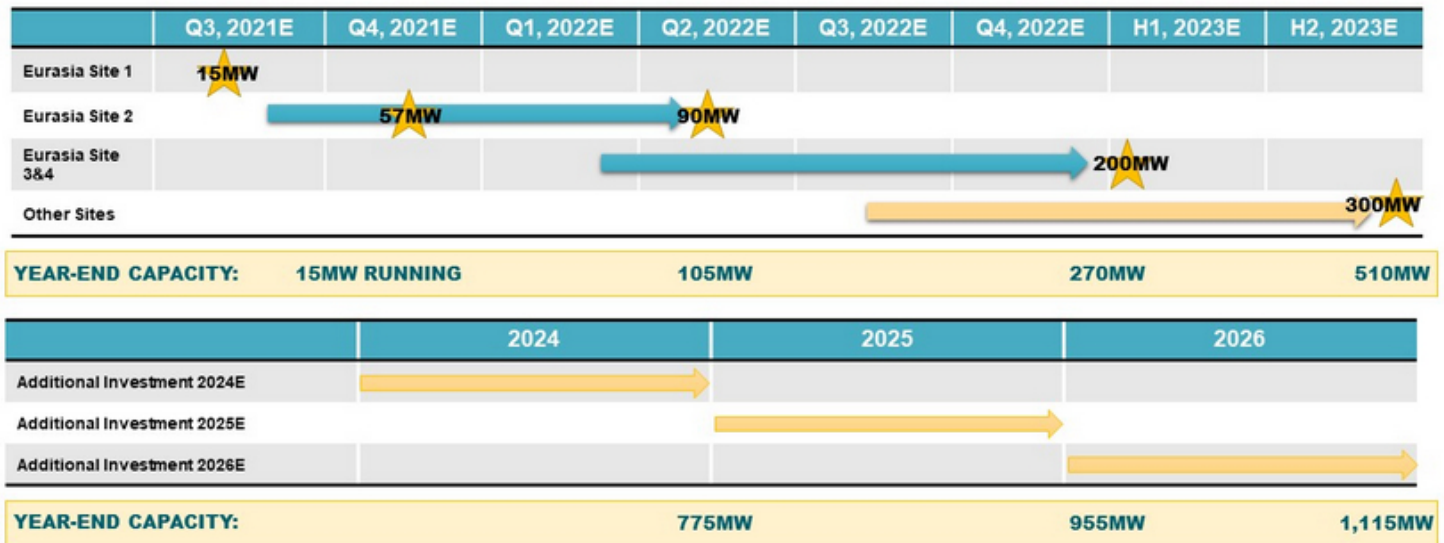 Q3, 2021E Q4, 2021E Q1, 2022E Q2, 2022E Q3, 2022E Q4, 2022E H1, 2023E H2, 2023E
Eurasia Site 1 15MW
Eurasia Site 2 57MW 90MW
Eurasia Site
3&4 200MW
Other Sites 300MW
YEAR-END CAPACITY: 15MW RUNNING 105MW 270MW 510MW
2024 2025 2026
Additional Investment 2024E
Additional Investment 2025E
Additional Investment 2026E
YEAR-END CAPACITY: 775MW 955MW 1,115MW